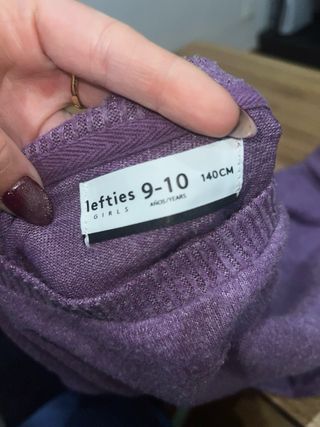 lefties 9-10 140CM
GIRLS AÑOS/YEARS